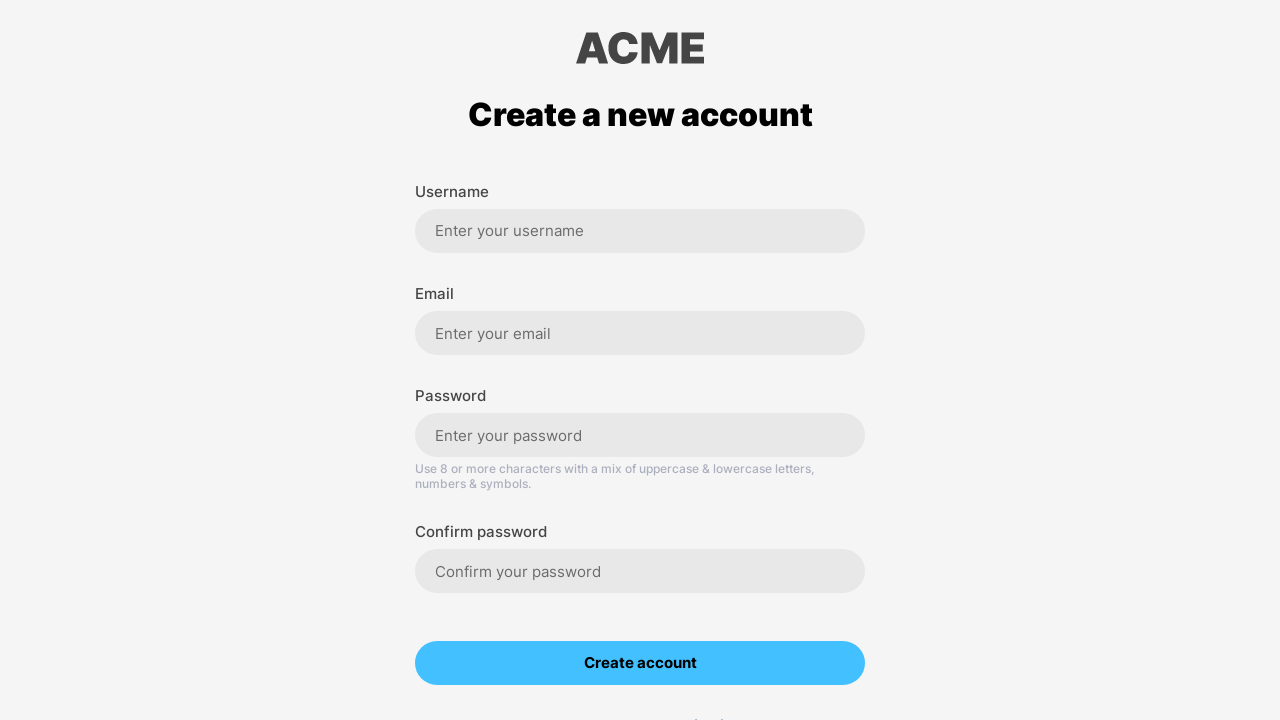 ACME
Create a new account
Username
Enter your username
Email
Enter your email
Password
Enter your password
Use 8 or more characters with a mix of uppercase & lowercase letters,
numbers & symbols.
Confirm password
Confirm your password
Create account